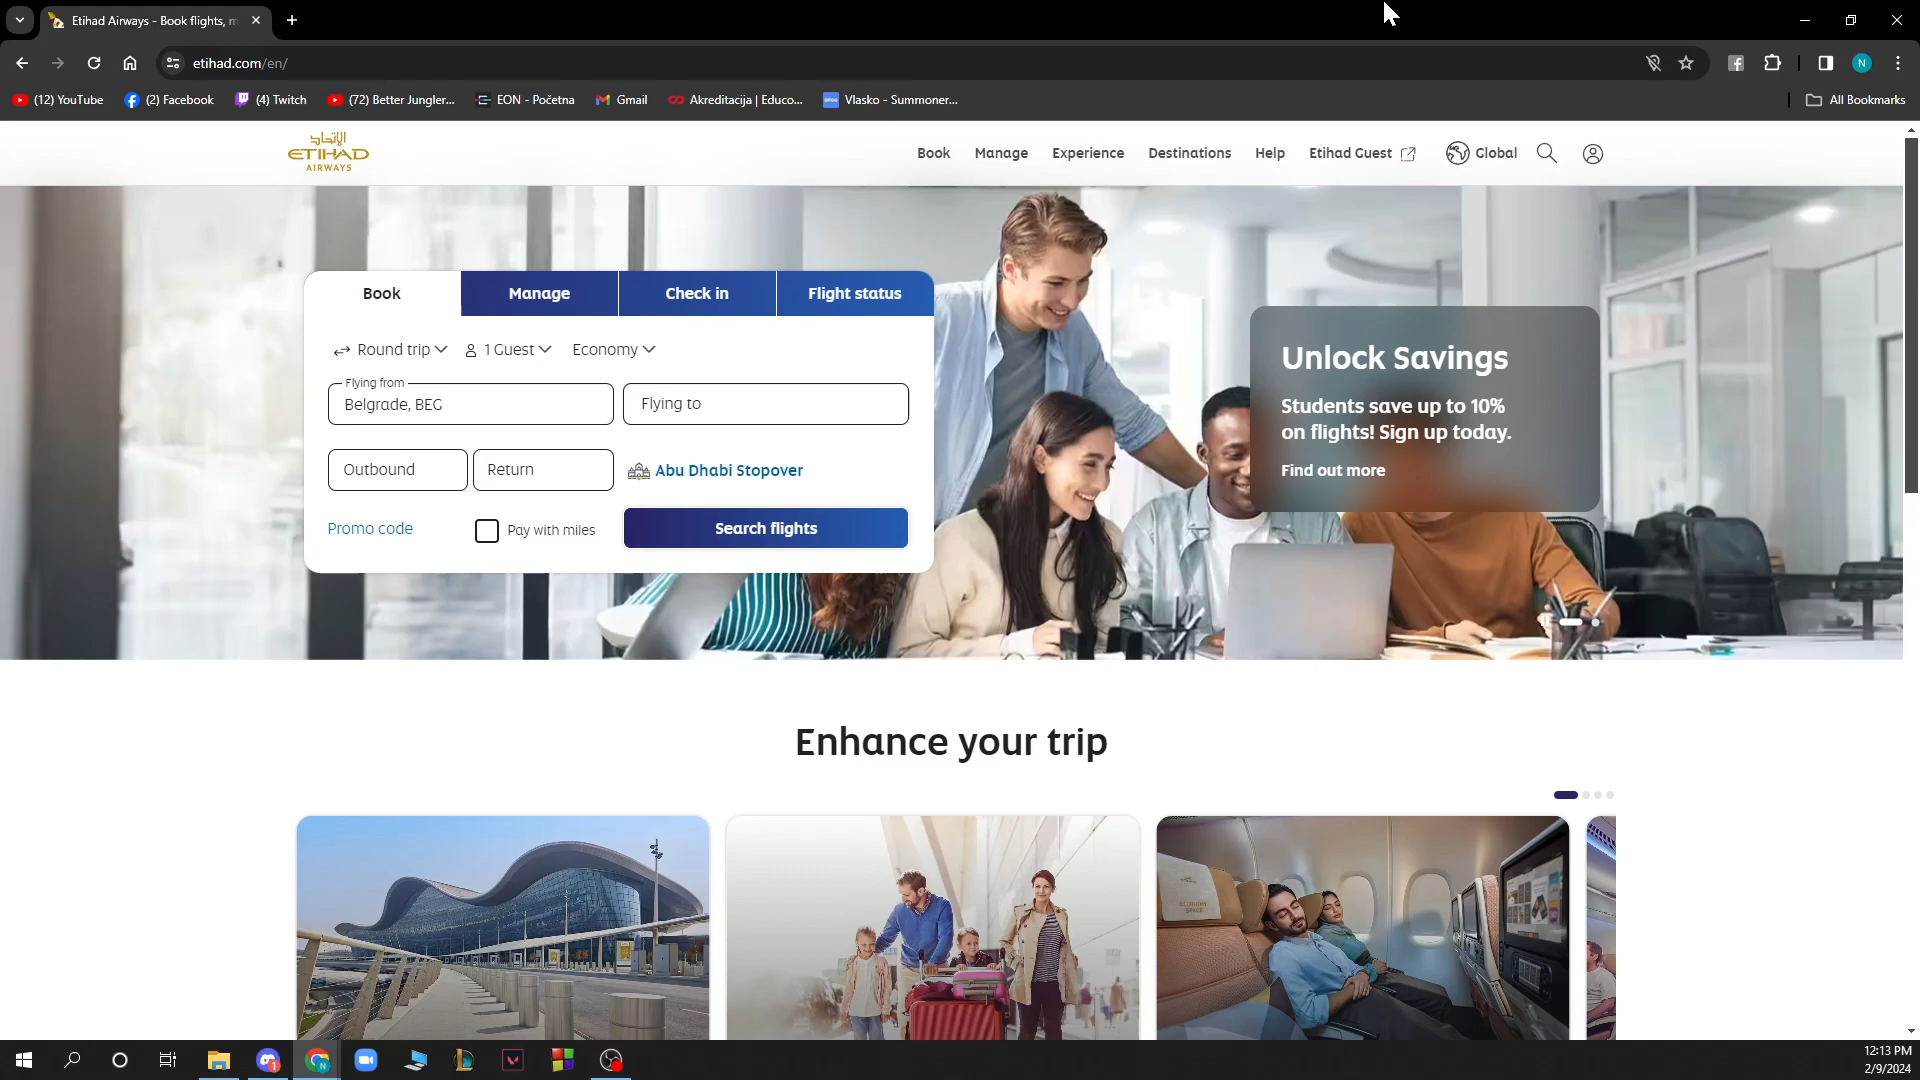 Etihad Airways - Book flights, m
etihad.com/en/
(12) YouTube
(2) Facebook
(4) Twitch
(72) Better Jungler...
EON - Početna
Gmail
Akreditacija | Educo...
Vlasko - Summoner...
All Bookmarks
N
الإتحاد
ETIHAD
AIRWAYS
Book
Manage
Experience
Destinations
Help
Etihad Guest
Global
Book
Manage
Check in
Flight status
Round trip
1 Guest
Economy
Flying from
Belgrade, BEG
Flying to
Outbound
Return
Abu Dhabi Stopover
Promo code
Pay with miles
Search flights
Unlock Savings
Students save up to 10%
on flights! Sign up today.
Find out more
Enhance your trip
12:13 PM
2/9/2024